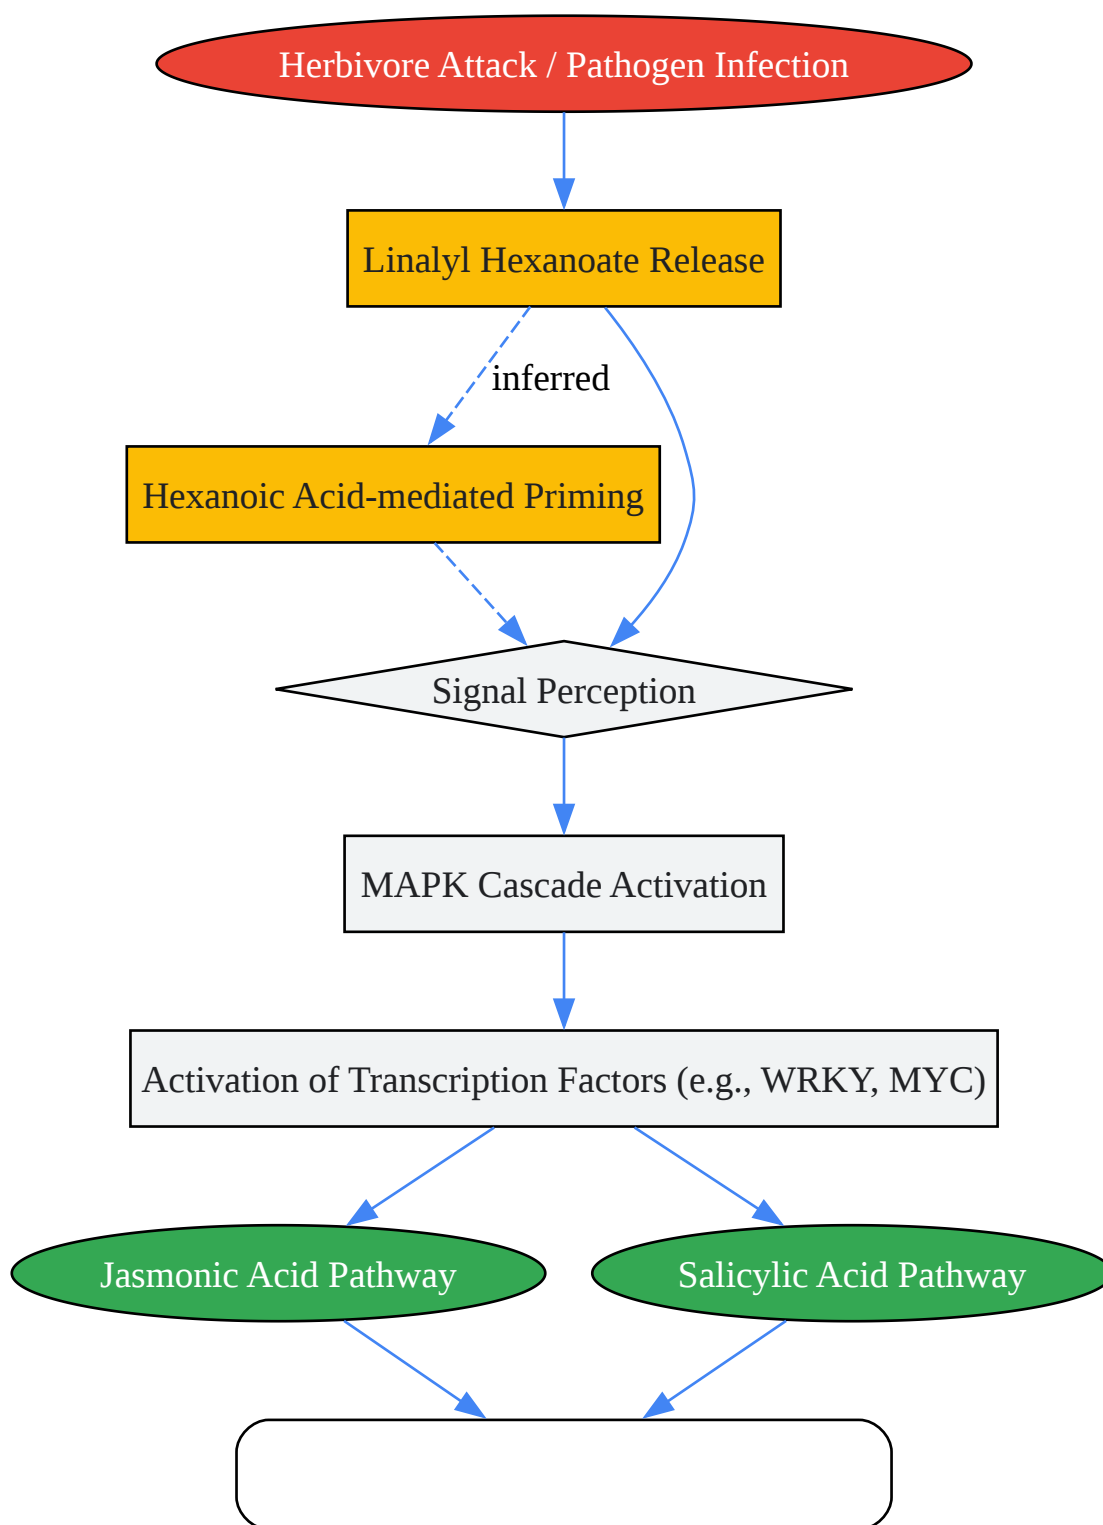 Herbivore Attack / Pathogen Infection
Linalyl Hexanoate Release
inferred
Hexanoic Acid-mediated Priming
Signal Perception
MAPK Cascade Activation
Activation of Transcription Factors (e.g., WRKY, MYC)
Jasmonic Acid Pathway
Salicylic Acid Pathway